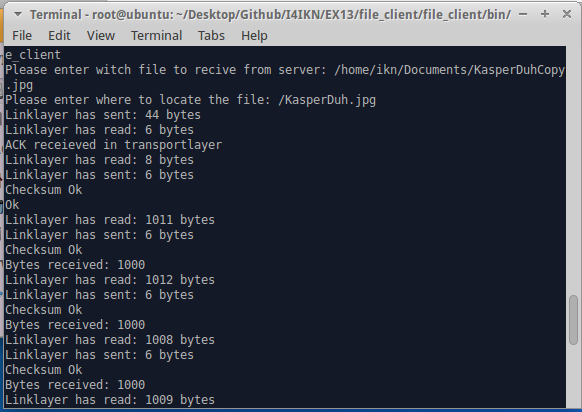 Terminal - root@ubuntu: ~/Desktop/Github/I4IKN/EX13/file_client/file_client/bin/
File Edit View Terminal Tabs Help
e_client
Please enter witch file to recive from server: /home/ikn/Documents/KasperDuhCopy
.jpg
Please enter where to locate the file: /KasperDuh.jpg
Linklayer has sent: 44 bytes
Linklayer has read: 6 bytes
ACK receieved in transportlayer
Linklayer has read: 8 bytes
Linklayer has sent: 6 bytes
Checksum Ok
Ok
Linklayer has read: 1011 bytes
Linklayer has sent: 6 bytes
Checksum Ok
Bytes received: 1000
Linklayer has read: 1012 bytes
Linklayer has sent: 6 bytes
Checksum Ok
Bytes received: 1000
Linklayer has read: 1008 bytes
Linklayer has sent: 6 bytes
Checksum Ok
Bytes received: 1000
Linklayer has read: 1009 bytes